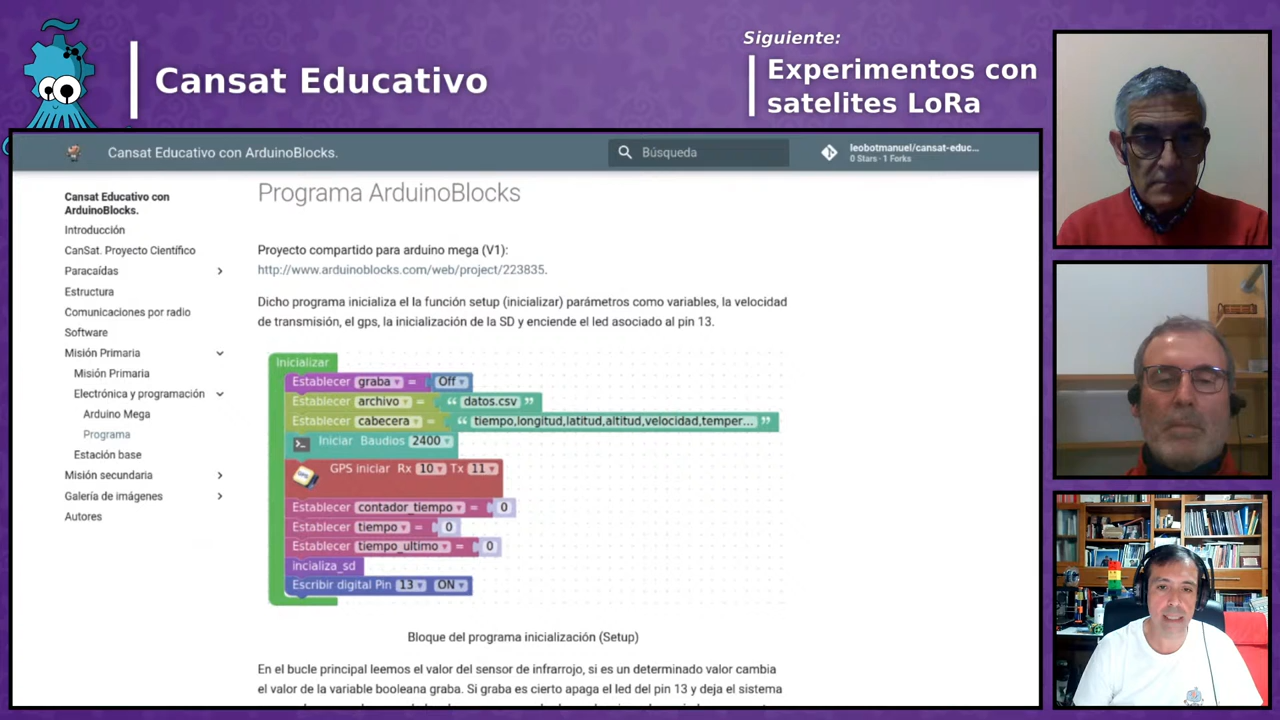 Cansat Educativo
Siguiente:
Experimentos con
satelites LoRa
Cansat Educativo con ArduinoBlocks.
Búsqueda
leobotmanuel/cansat-educ...
0 Stars · 1 Forks
Cansat Educativo con
ArduinoBlocks.
Introducción
CanSat. Proyecto Científico
Paracaídas
Estructura
Comunicaciones por radio
Software
Misión Primaria
Misión Primaria
Electrónica y programación
Arduino Mega
Programa
Estación base
Misión secundaria
Galería de imágenes
Autores
Programa ArduinoBlocks
Proyecto compartido para arduino mega (V1):
http://www.arduinoblocks.com/web/project/223835.
Dicho programa inicializa el la función setup (inicializar) parámetros como variables, la velocidad
de transmisión, el gps, la inicialización de la SD y enciende el led asociado al pin 13.
Inicializar
Establecer graba = Off
Establecer archivo = “ datos.csv ”
Establecer cabecera = “ tiempo,longitud,latitud,altitud,velocidad,temper... ”
Iniciar Baudios 2400
GPS iniciar Rx 10 Tx 11
Establecer contador_tiempo = 0
Establecer tiempo = 0
Establecer tiempo_ultimo = 0
incializa_sd
Escribir digital Pin 13 ON
Bloque del programa inicialización (Setup)
En el bucle principal leemos el valor del sensor de infrarrojo, si es un determinado valor cambia
el valor de la variable booleana graba. Si graba es cierto apaga el led del pin 13 y deja el sistema